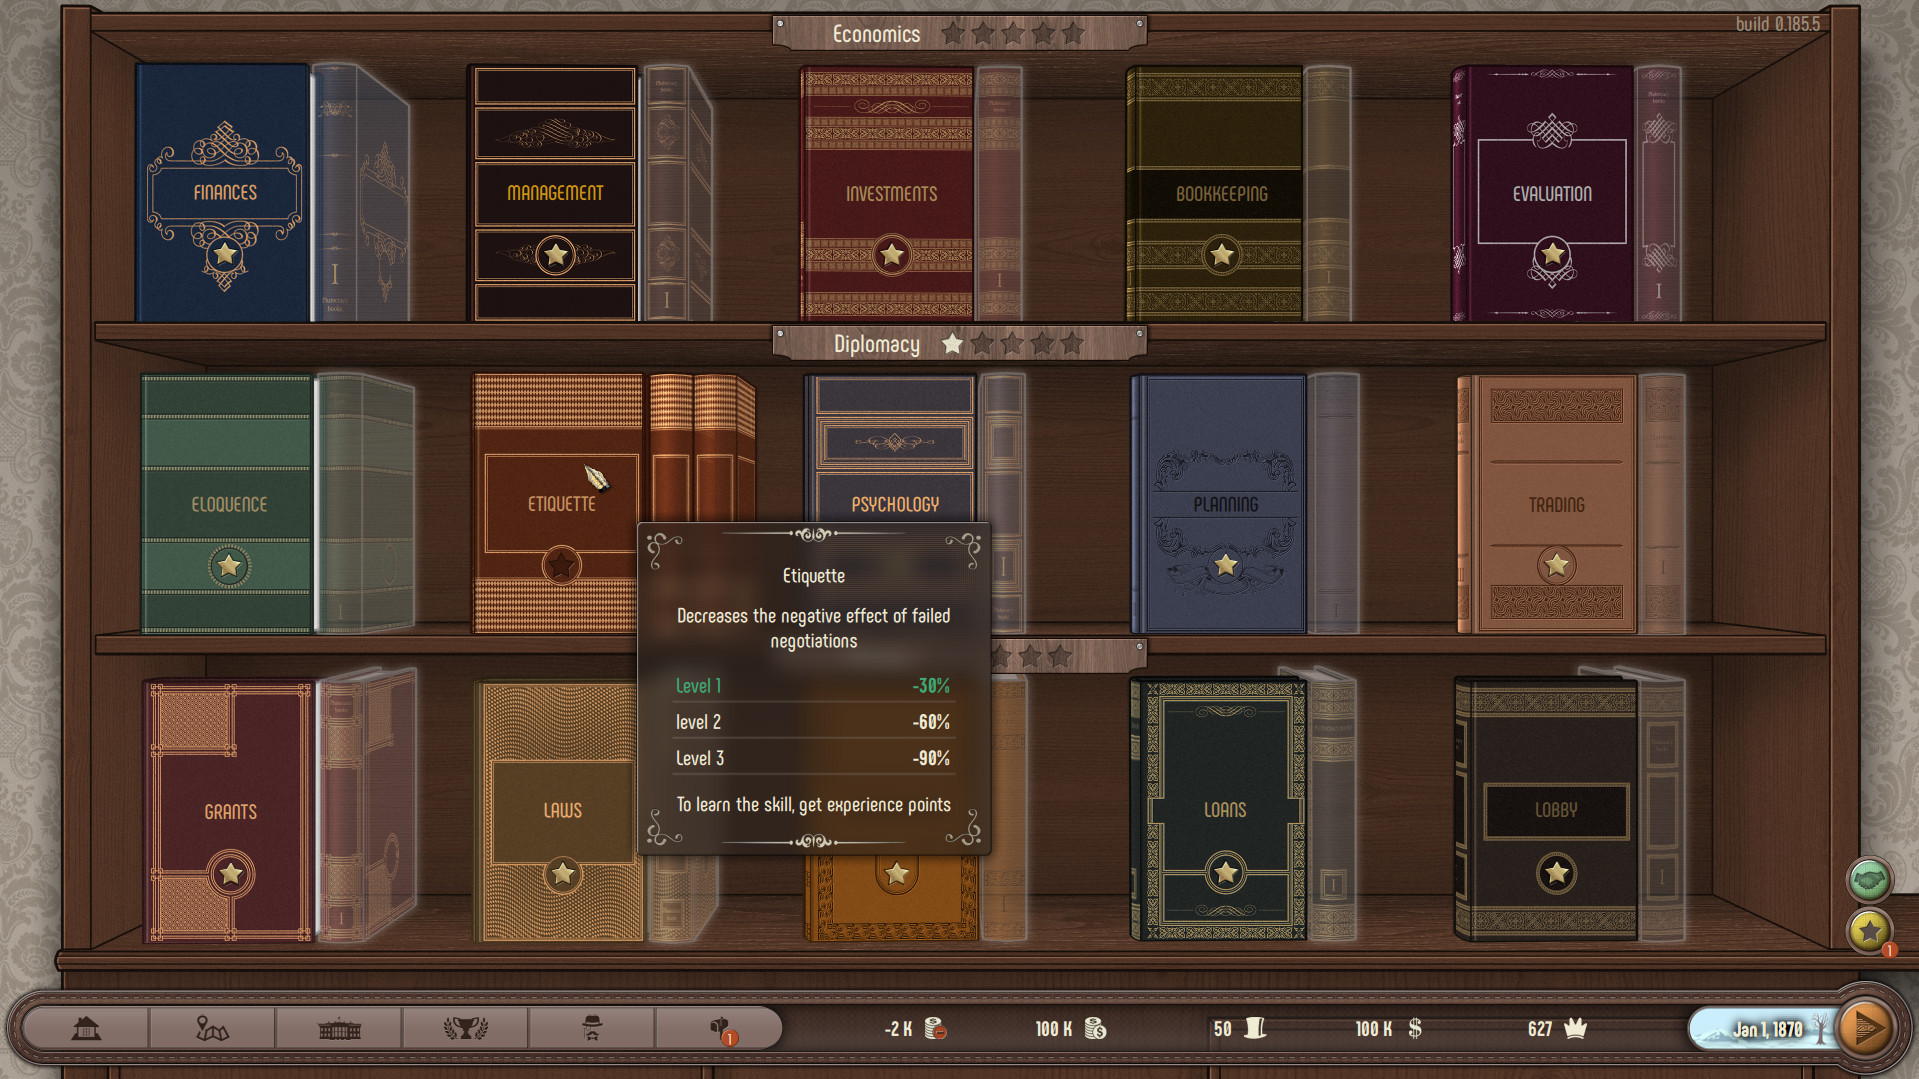 Economics
build 0.185.5
FINANCES
I
MANAGEMENT
I
INVESTMENTS
I
BOOKKEEPING
I
EVALUATION
I
Diplomacy
ELOQUENCE
I
ETIQUETTE
PSYCHOLOGY
I
PLANNING
I
TRADING
I
Etiquette
Decreases the negative effect of failed
negotiations
Level 1 -30%
level 2 -60%
Level 3 -90%
To learn the skill, get experience points
GRANTS
I
LAWS
LOANS
I
LOBBY
I
1
1
-2 K
100 K
50
100 K $
627
Jan 1, 1870